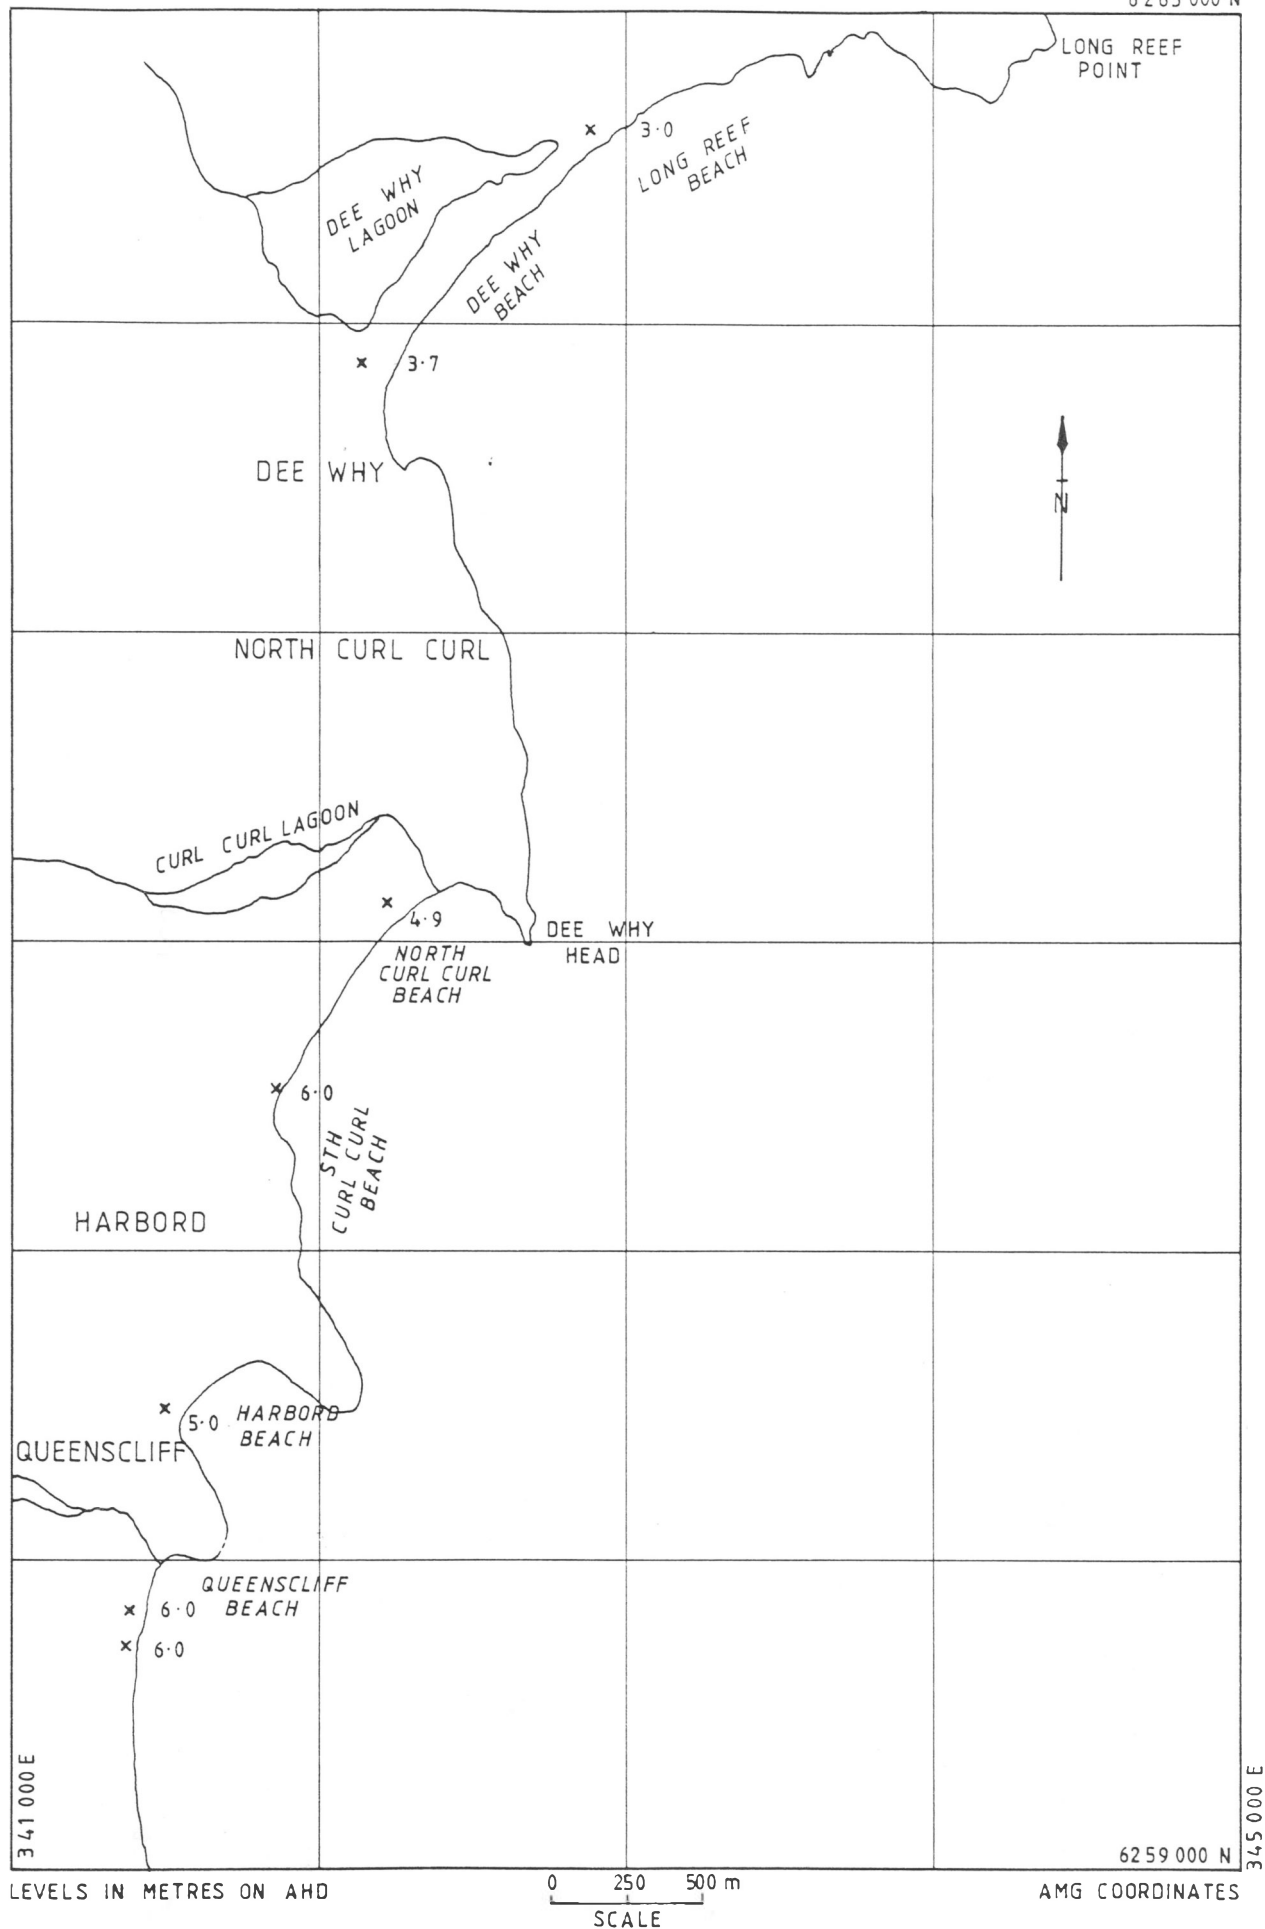 6 265 000 N
LONG REEF
POINT
3·0
LONG REEF
BEACH
DEE WHY
LAGOON
DEE WHY
BEACH
3·7
DEE WHY
N
NORTH CURL CURL
CURL CURL LAGOON
4·9
DEE WHY
HEAD
NORTH
CURL CURL
BEACH
6·0
STH
CURL CURL
BEACH
HARBORD
5·0
HARBORD
BEACH
QUEENSCLIFF
QUEENSCLIFF
BEACH
6·0
6·0
341 000 E
345 000 E
6259 000 N
LEVELS IN METRES ON AHD
0 250 500 m
SCALE
AMG COORDINATES